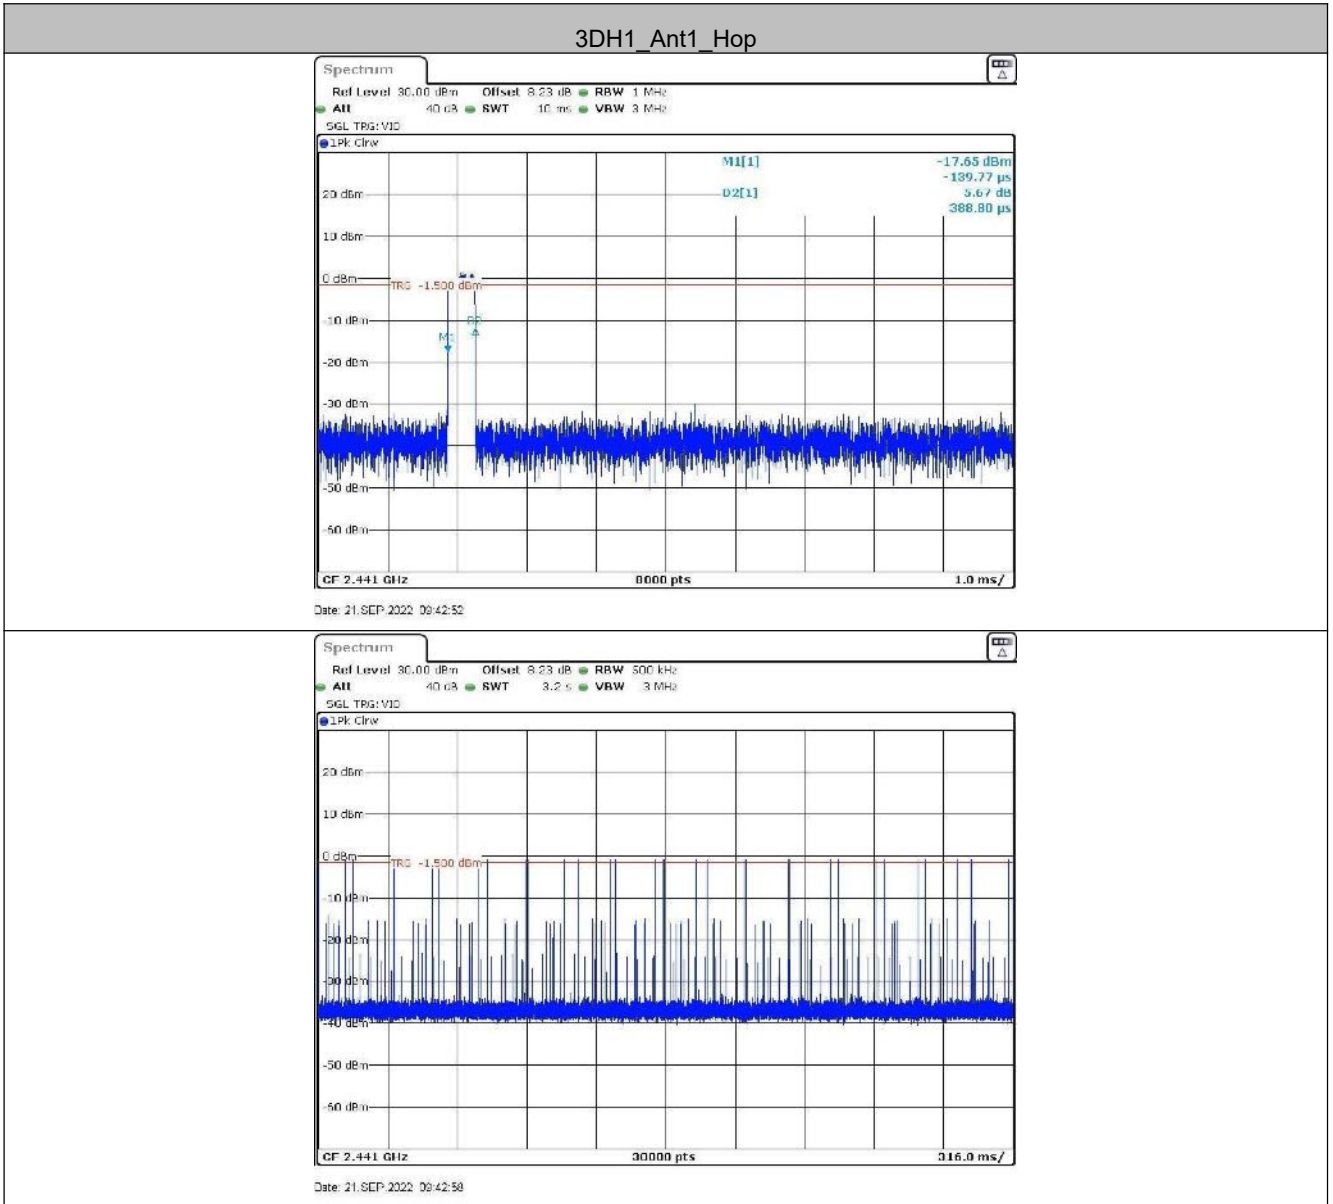 3DH1_Ant1_Hop
Spectrum
Ref Level 30.00 dBm Offset 8.23 dB RBW 1 MHz
Att 40 dB SWT 10 ms VBW 3 MHz
SGL TRG: VID
1Pk Clrw
M1[1] -17.65 dBm
-139.77 µs
D2[1] 5.67 dB
388.80 µs
20 dBm
10 dBm
0 dBm
TRG -1.500 dBm
-10 dBm
D2
M1
-20 dBm
-30 dBm
-50 dBm
-60 dBm
CF 2.441 GHz 8000 pts 1.0 ms/
Date: 21.SEP.2022 09:42:52
Spectrum
Ref Level 30.00 dBm Offset 8.23 dB RBW 500 kHz
Att 40 dB SWT 3.2 s VBW 3 MHz
SGL TRG: VID
1Pk Clrw
20 dBm
10 dBm
0 dBm
TRG -1.500 dBm
-10 dBm
-20 dBm
-30 dBm
-40 dBm
-50 dBm
-60 dBm
CF 2.441 GHz 30000 pts 316.0 ms/
Date: 21.SEP.2022 09:42:58